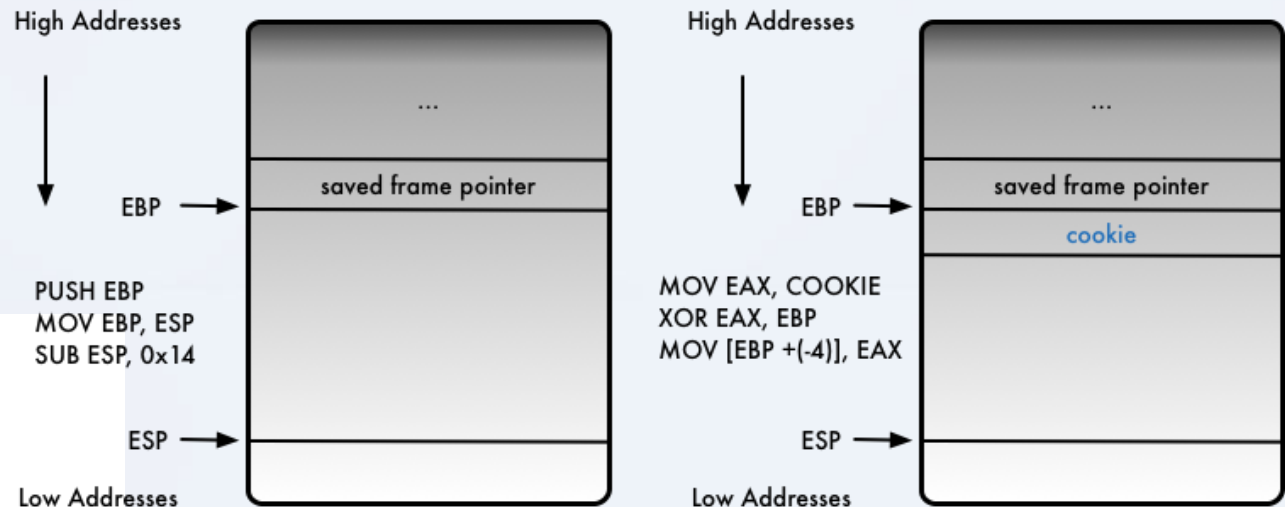 High Addresses
...
saved frame pointer
EBP
PUSH EBP
MOV EBP, ESP
SUB ESP, 0x14
ESP
Low Addresses
High Addresses
...
saved frame pointer
EBP
cookie
MOV EAX, COOKIE
XOR EAX, EBP
MOV [EBP +(-4)], EAX
ESP
Low Addresses